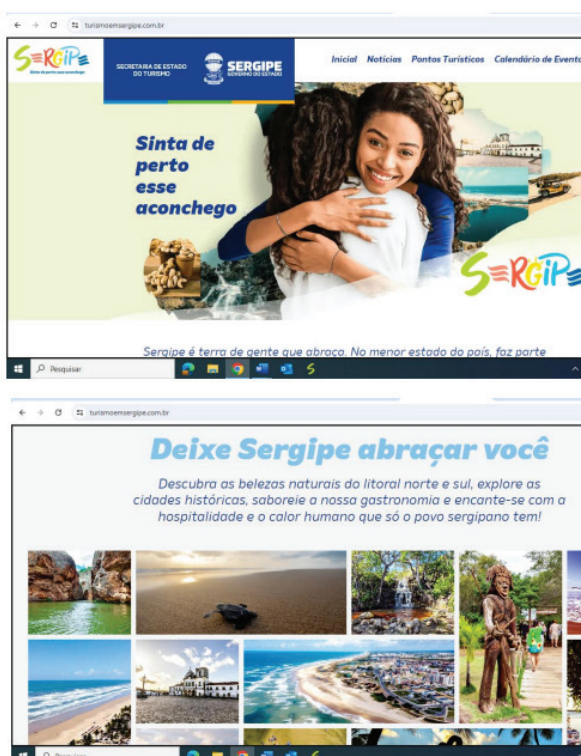 turismoemsergipe.com.br
SERGiPE
Sinta de perto esse aconchego
SECRETARIA DE ESTADO
DO TURISMO
SERGIPE
GOVERNO DO ESTADO
Inicial Notícias Pontos Turísticos Calendário de Evento
Sinta de
perto
esse
aconchego
SERGiPE
Sergipe é terra de gente que abraça. No menor estado do país, faz parte
Pesquisar
turismoemsergipe.com.br
Deixe Sergipe abraçar você
Descubra as belezas naturais do litoral norte e sul, explore as
cidades históricas, saboreie a nossa gastronomia e encante-se com a
hospitalidade e o calor humano que só o povo sergipano tem!